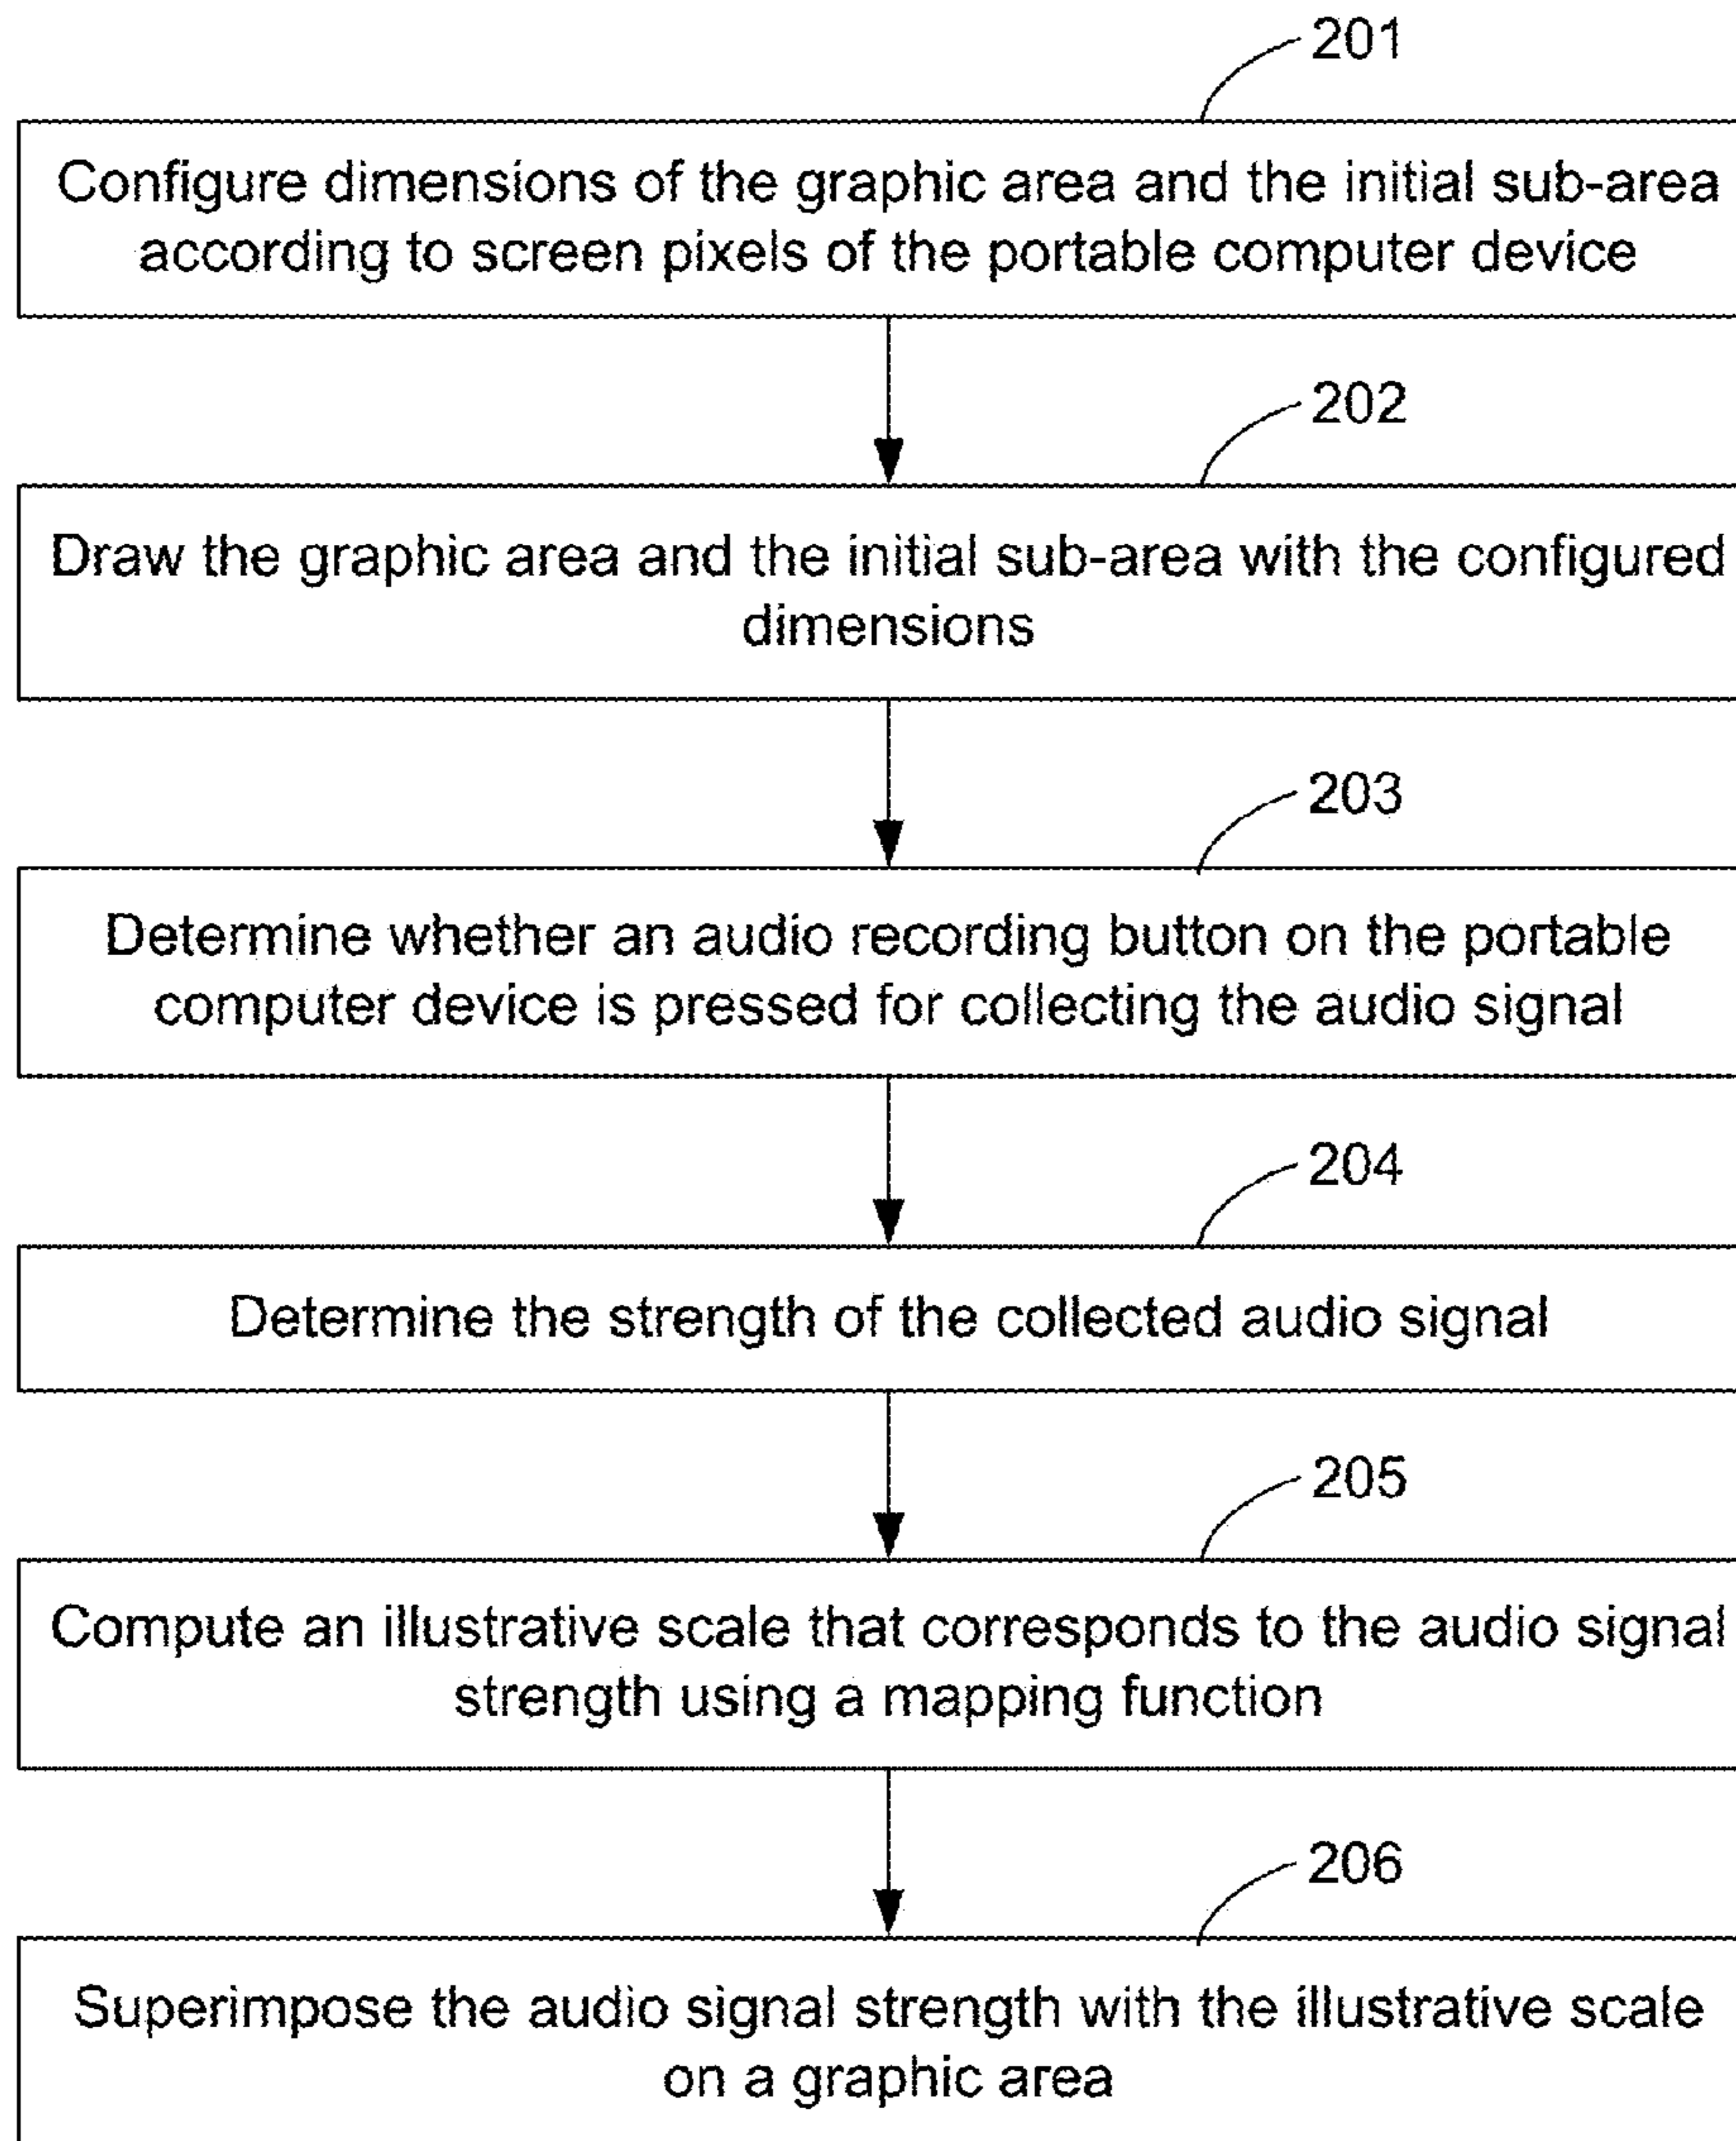 201
Configure dimensions of the graphic area and the initial sub-area
according to screen pixels of the portable computer device
202
Draw the graphic area and the initial sub-area with the configured
dimensions
203
Determine whether an audio recording button on the portable
computer device is pressed for collecting the audio signal
204
Determine the strength of the collected audio signal
205
Compute an illustrative scale that corresponds to the audio signal
strength using a mapping function
206
Superimpose the audio signal strength with the illustrative scale
on a graphic area